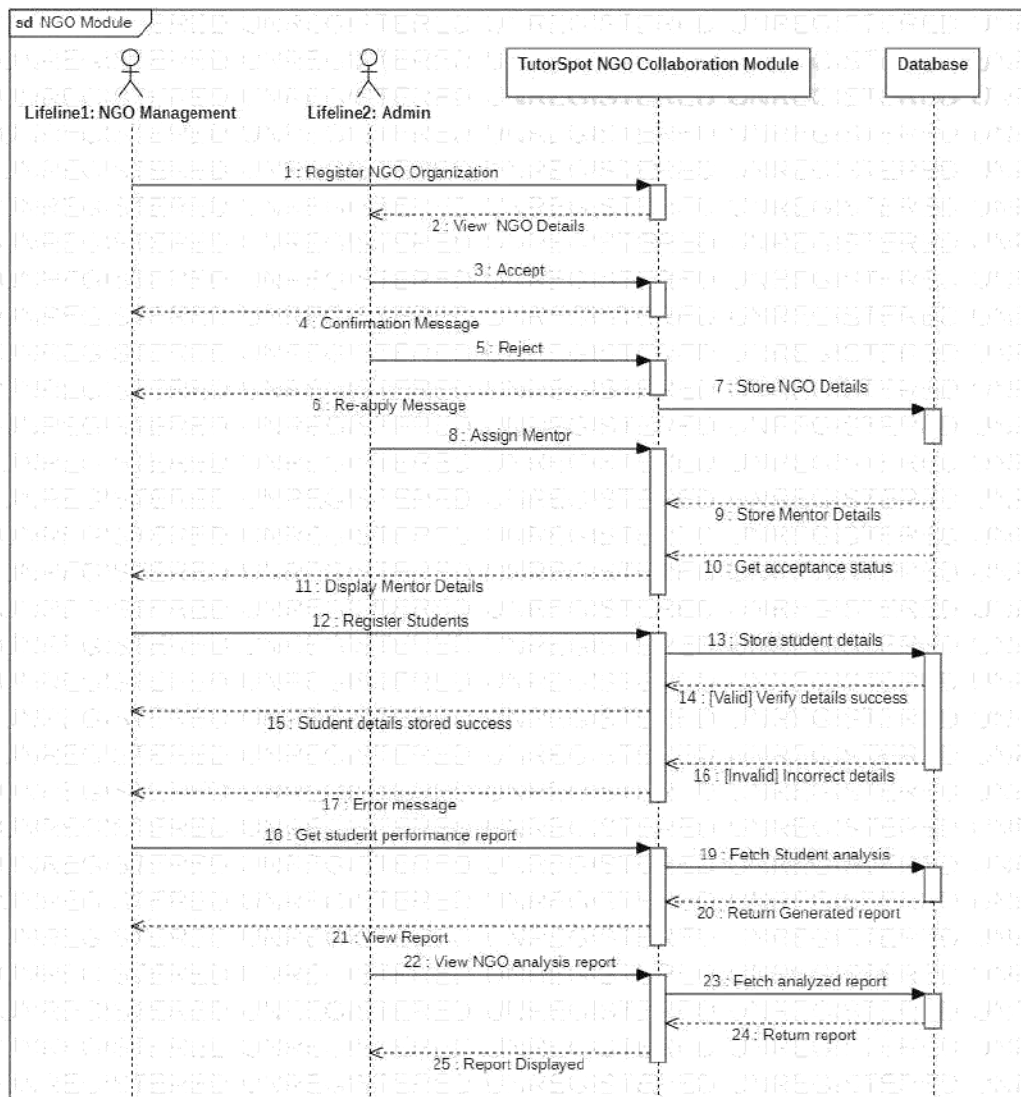 sd NGO Module
TutorSpot NGO Collaboration Module
Database
Lifeline1: NGO Management
Lifeline2: Admin
1 : Register NGO Organization
2 : View NGO Details
3 : Accept
4 : Confirmation Message
5 : Reject
6 : Re-apply Message
7 : Store NGO Details
8 : Assign Mentor
9 : Store Mentor Details
10 : Get acceptance status
11 : Display Mentor Details
12 : Register Students
13 : Store student details
14 : [Valid] Verify details success
15 : Student details stored success
16 : [Invalid] Incorrect details
17 : Error message
18 : Get student performance report
19 : Fetch Student analysis
20 : Return Generated report
21 : View Report
22 : View NGO analysis report
23 : Fetch analyzed report
24 : Return report
25 : Report Displayed